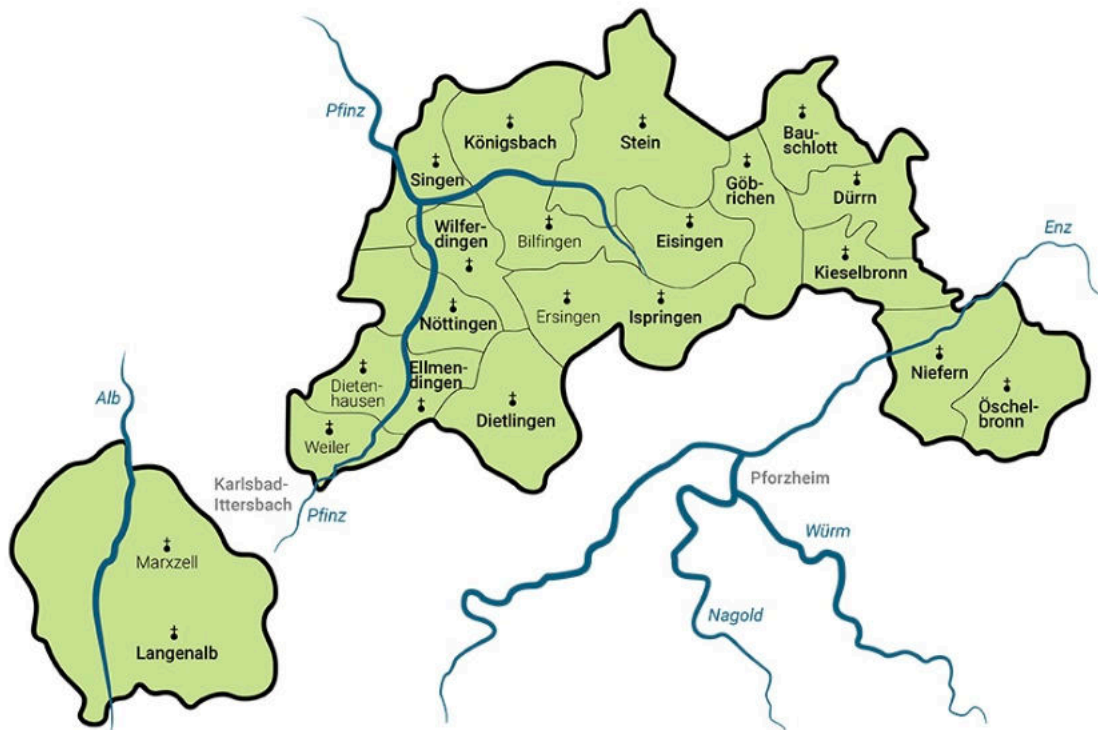 Pfinz
Königsbach
Stein
Bau-
schlott
Singen
Göb-
richen
Dürrn
Wilfer-
dingen
Bilfingen
Eisingen
Enz
Kieselbronn
Nöttingen
Ersingen
Ispringen
Dieten-
hausen
Ellmen-
dingen
Niefern
Alb
Dietlingen
Öschel-
bronn
Weiler
Karlsbad-
Ittersbach
Pfinz
Pforzheim
Würm
Marxzell
Nagold
Langenalb